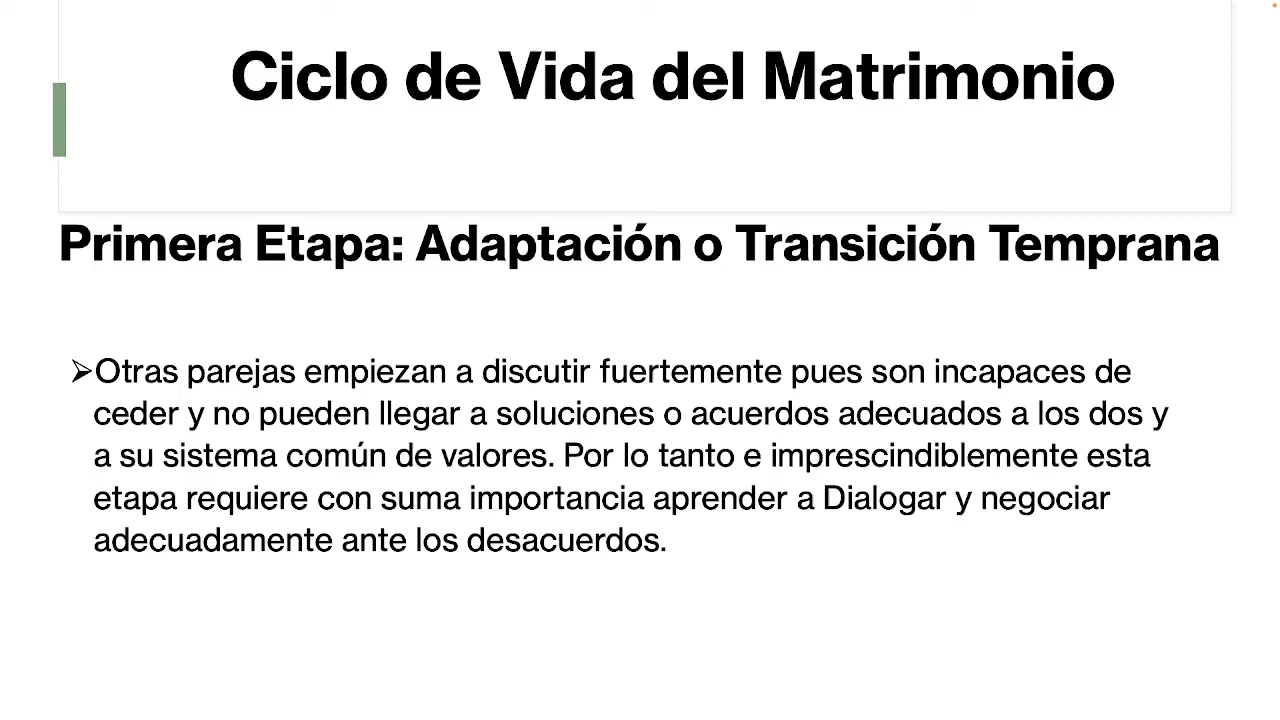 Ciclo de Vida del Matrimonio
Primera Etapa: Adaptación o Transición Temprana
➢Otras parejas empiezan a discutir fuertemente pues son incapaces de
ceder y no pueden llegar a soluciones o acuerdos adecuados a los dos y
a su sistema común de valores. Por lo tanto e imprescindiblemente esta
etapa requiere con suma importancia aprender a Dialogar y negociar
adecuadamente ante los desacuerdos.